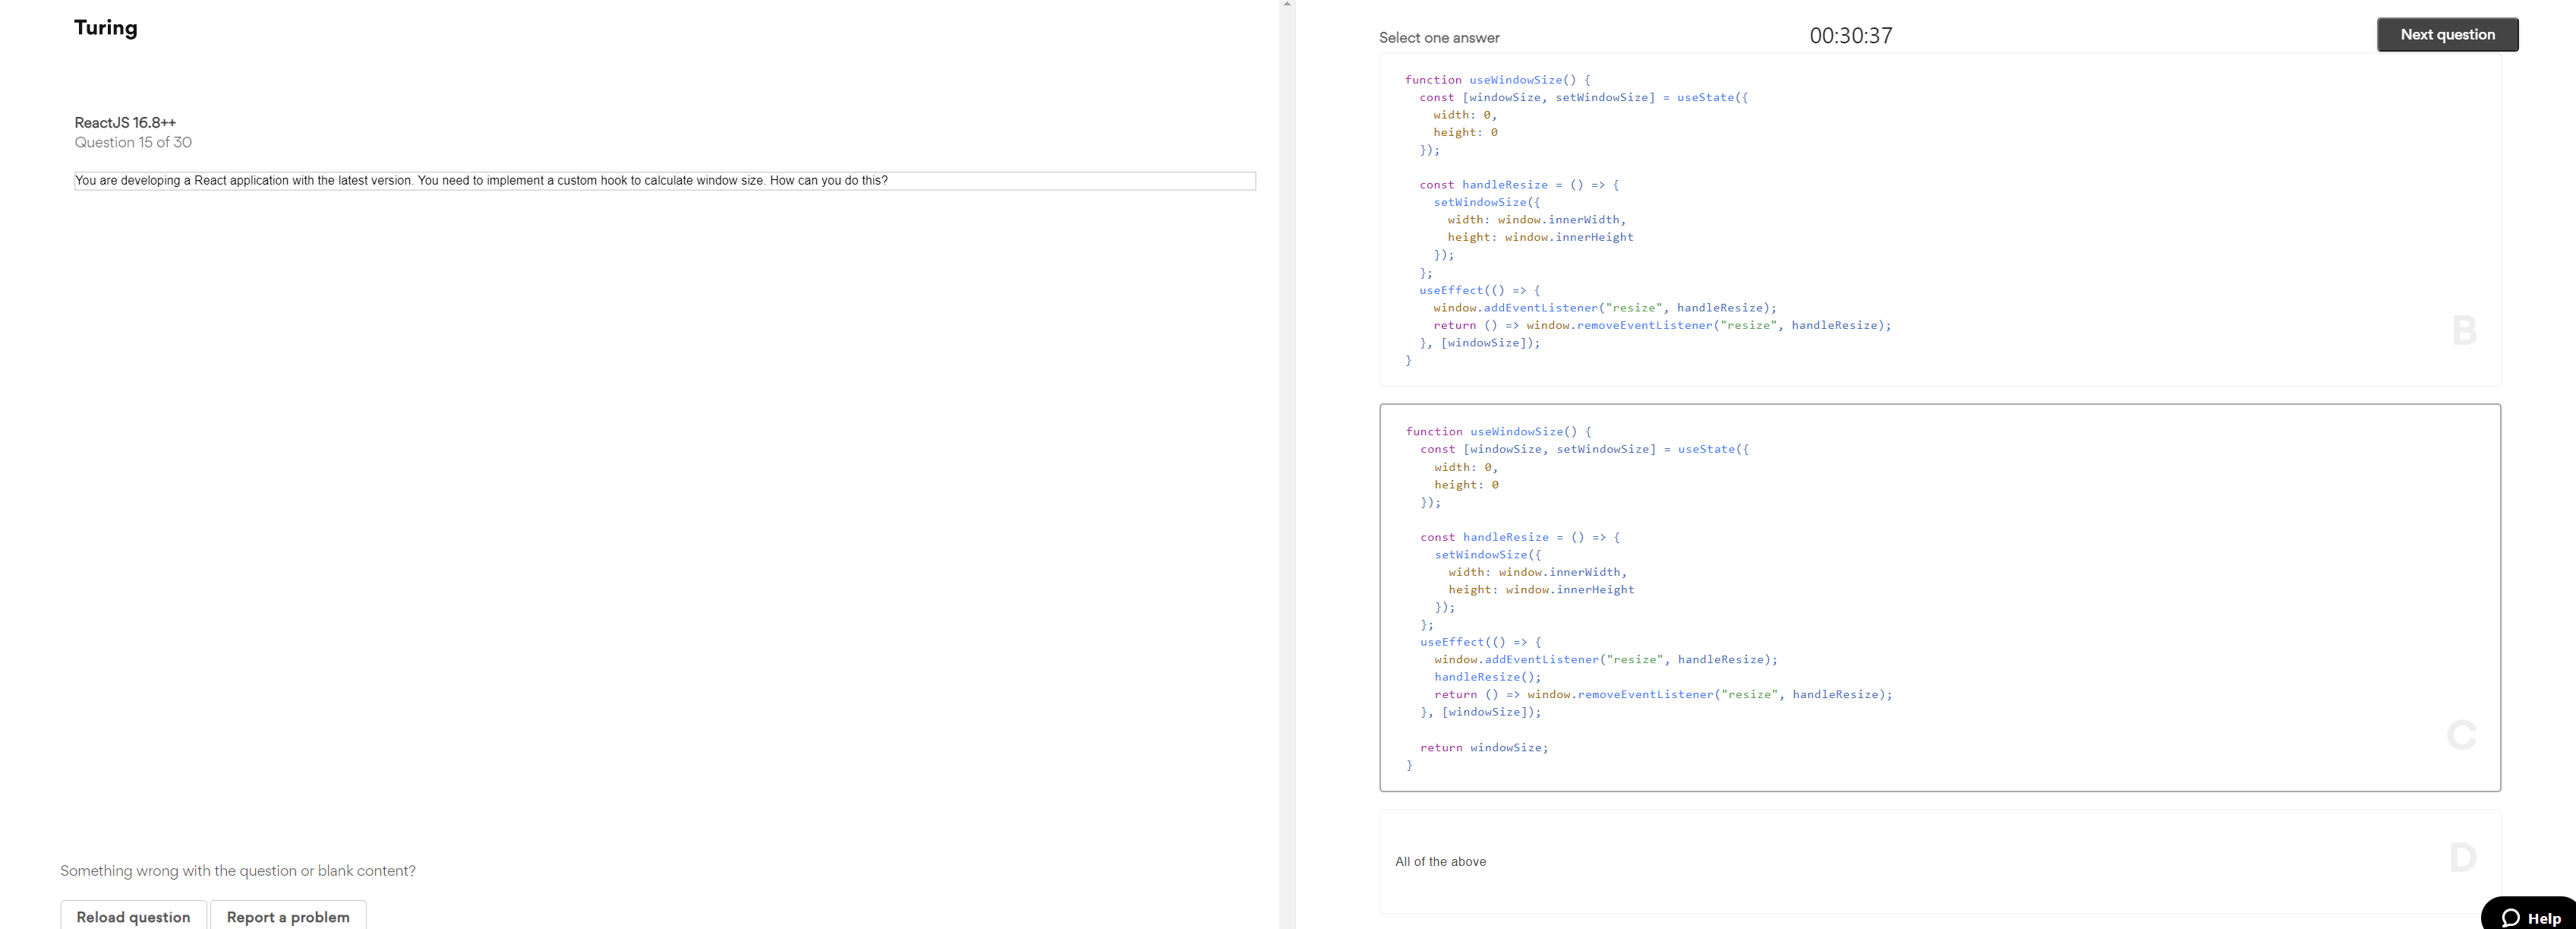 Turing
ReactJS 16.8++
Question 15 of 30
You are developing a React application with the latest version. You need to implement a custom hook to calculate window size. How can you do this?
Something wrong with the question or blank content?
Reload question
Report a problem
Select one answer
00:30:37
Next question
function useWindowSize() {
  const [windowSize, setWindowSize] = useState({
    width: 0,
    height: 0
  });

  const handleResize = () => {
    setWindowSize({
      width: window.innerWidth,
      height: window.innerHeight
    });
  };
  useEffect(() => {
    window.addEventListener("resize", handleResize);
    return () => window.removeEventListener("resize", handleResize);
  }, [windowSize]);
}
B
function useWindowSize() {
  const [windowSize, setWindowSize] = useState({
    width: 0,
    height: 0
  });

  const handleResize = () => {
    setWindowSize({
      width: window.innerWidth,
      height: window.innerHeight
    });
  };
  useEffect(() => {
    window.addEventListener("resize", handleResize);
    handleResize();
    return () => window.removeEventListener("resize", handleResize);
  }, [windowSize]);

  return windowSize;
}
C
All of the above
D
Help